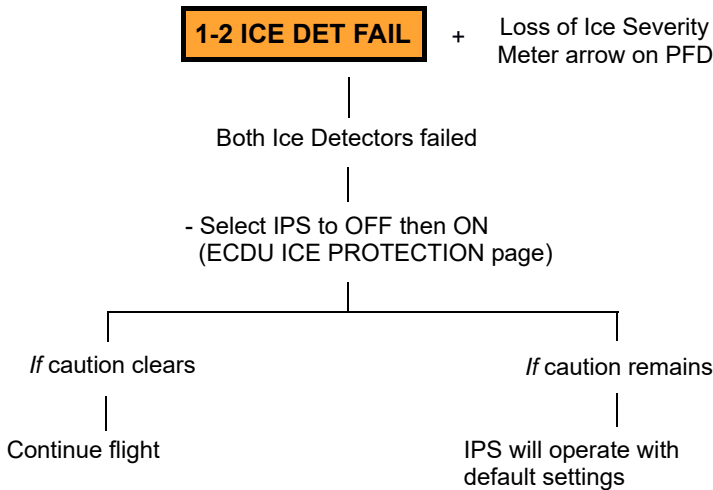 1-2 ICE DET FAIL + Loss of Ice Severity
Meter arrow on PFD
Both Ice Detectors failed
- Select IPS to OFF then ON
(ECDU ICE PROTECTION page)
If caution clears
If caution remains
Continue flight
IPS will operate with
default settings